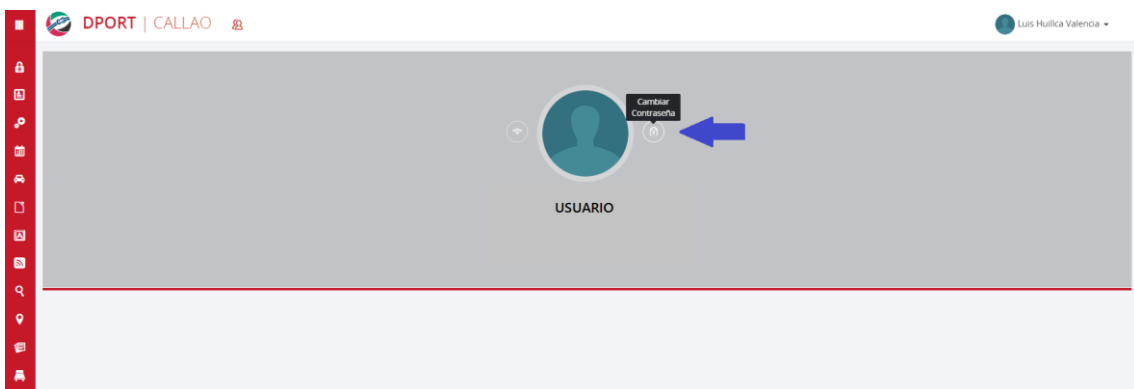 DPORT | CALLAO
Luis Huillca Valencia
Cambiar
Contraseña
USUARIO